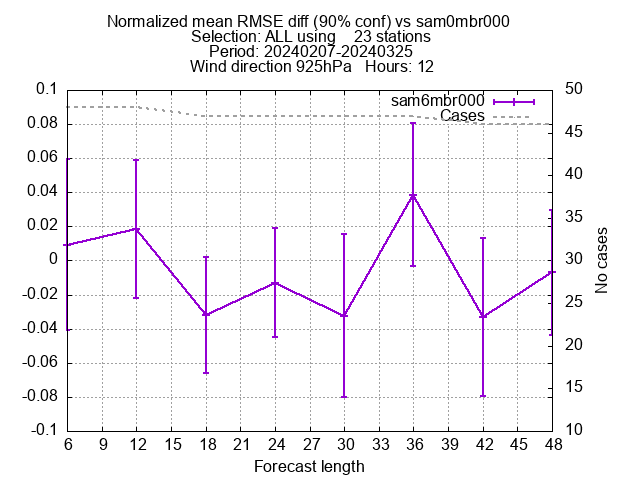 Normalized mean RMSE diff (90% conf) vs sam0mbr000
Selection: ALL using    23 stations
Period: 20240207-20240325
Wind direction 925hPa   Hours: 12
sam6mbr000
Cases
0.1
0.08
0.06
0.04
0.02
0
-0.02
-0.04
-0.06
-0.08
-0.1
50
45
40
35
30
25
20
15
10
No cases
6 9 12 15 18 21 24 27 30 33 36 39 42 45 48
Forecast length